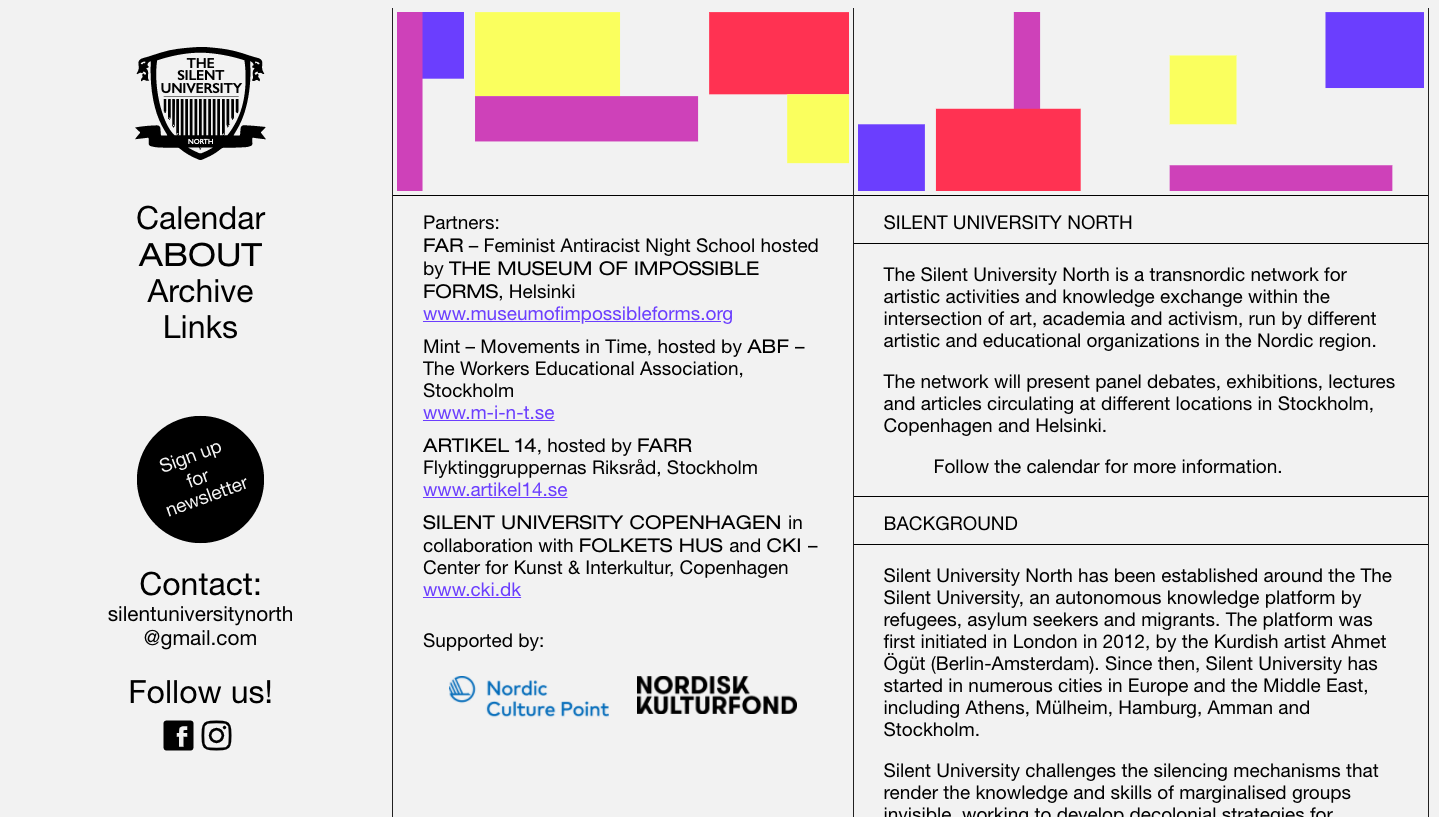 THE
SILENT
UNIVERSITY
NORTH
Calendar
ABOUT
Archive
Links
Sign up
for
newsletter
Contact:
silentuniversitynorth
@gmail.com
Follow us!
Partners:
FAR – Feminist Antiracist Night School hosted
by THE MUSEUM OF IMPOSSIBLE
FORMS, Helsinki
www.museumofimpossibleforms.org
Mint – Movements in Time, hosted by ABF –
The Workers Educational Association,
Stockholm
www.m-i-n-t.se
ARTIKEL 14, hosted by FARR
Flyktinggruppernas Riksråd, Stockholm
www.artikel14.se
SILENT UNIVERSITY COPENHAGEN in
collaboration with FOLKETS HUS and CKI –
Center for Kunst & Interkultur, Copenhagen
www.cki.dk
Supported by:
Nordic
Culture Point
NORDISK
KULTURFOND
SILENT UNIVERSITY NORTH
The Silent University North is a transnordic network for
artistic activities and knowledge exchange within the
intersection of art, academia and activism, run by different
artistic and educational organizations in the Nordic region.
The network will present panel debates, exhibitions, lectures
and articles circulating at different locations in Stockholm,
Copenhagen and Helsinki.
Follow the calendar for more information.
BACKGROUND
Silent University North has been established around the The
Silent University, an autonomous knowledge platform by
refugees, asylum seekers and migrants. The platform was
first initiated in London in 2012, by the Kurdish artist Ahmet
Ögüt (Berlin-Amsterdam). Since then, Silent University has
started in numerous cities in Europe and the Middle East,
including Athens, Mülheim, Hamburg, Amman and
Stockholm.
Silent University challenges the silencing mechanisms that
render the knowledge and skills of marginalised groups
invisible, working to develop decolonial strategies for